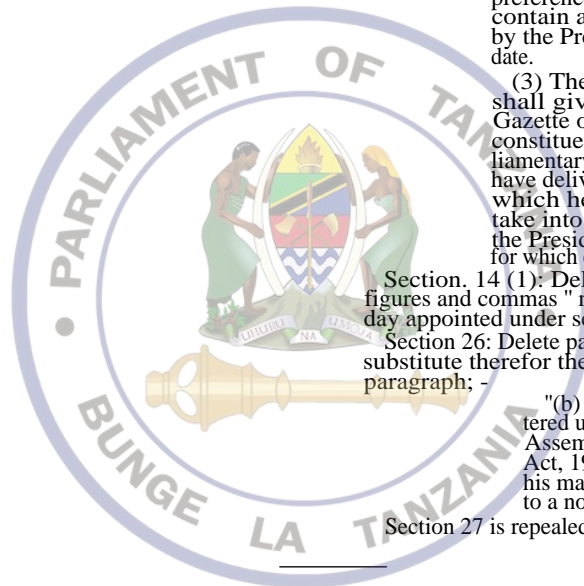 preference
contain a
by the Pre
date.
(3) The
shall giv
Gazette o
constitue
liamentary
have deliv
which he
take into
the Presid
for which
Section. 14 (1): Del
figures and commas " 
day appointed under s
Section 26: Delete pa
substitute therefor the
paragraph; -
"(b)
tered u
Assem
Act, 19
his ma
to a no
Section 27 is repealed
PARLIAMENT OF TANZANIA
BUNGE LA TANZANIA
UHURU NA UMOJA